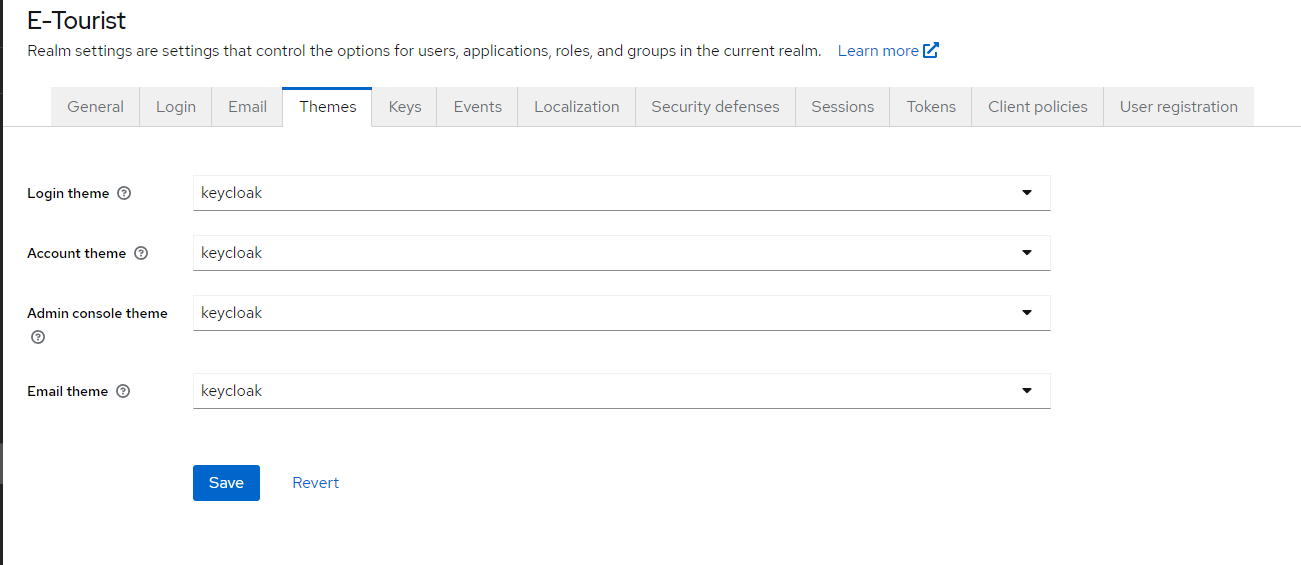 E-Tourist
Realm settings are settings that control the options for users, applications, roles, and groups in the current realm. Learn more
General Login Email Themes Keys Events Localization Security defenses Sessions Tokens Client policies User registration
Login theme keycloak
Account theme keycloak
Admin console theme keycloak
Email theme keycloak
Save Revert